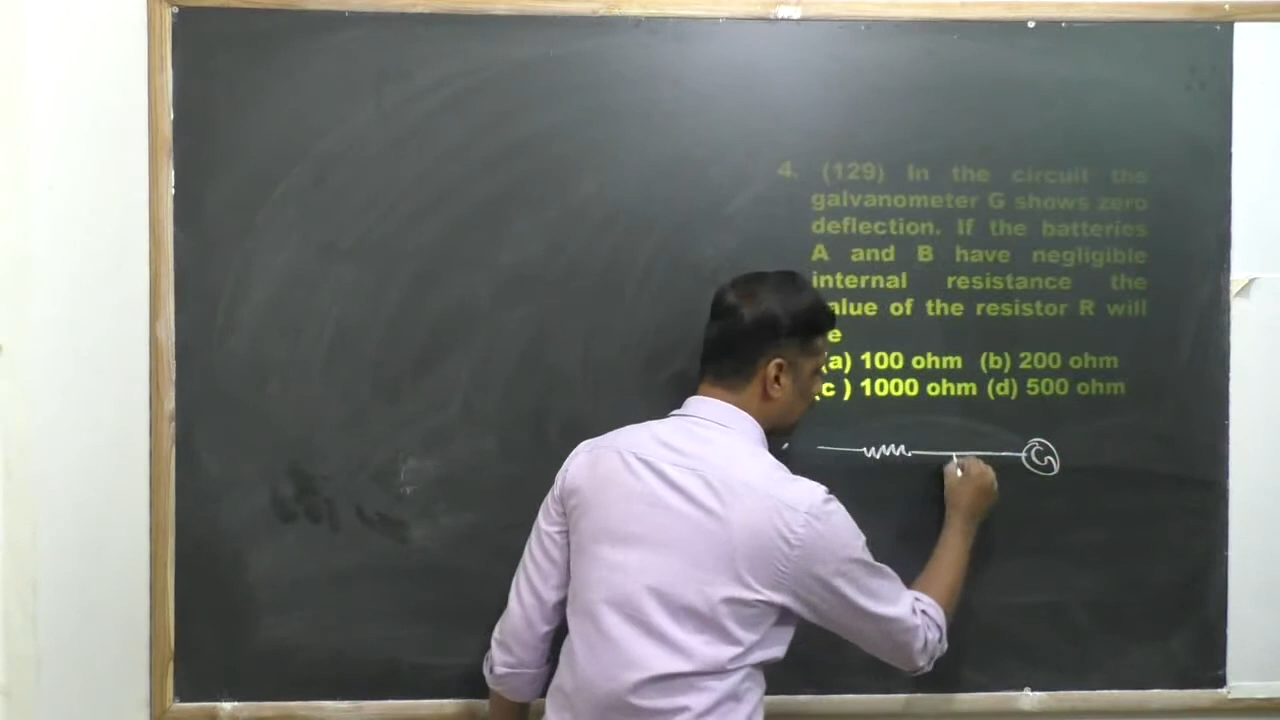 4. (129) In the circuit the
galvanometer G shows zero
deflection. If the batteries
A and B have negligible
internal resistance the
alue of the resistor R will
e
(a) 100 ohm (b) 200 ohm
(c ) 1000 ohm (d) 500 ohm
G